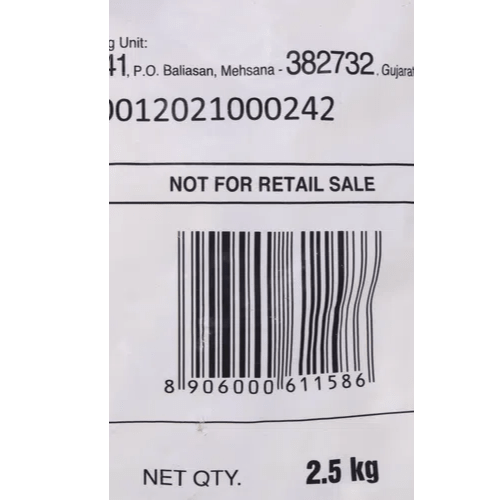 g Unit:
41, P.O. Baliasan, Mehsana - 382732, Gujarat
0012021000242
NOT FOR RETAIL SALE
8 906000 611586
NET QTY. 2.5 kg